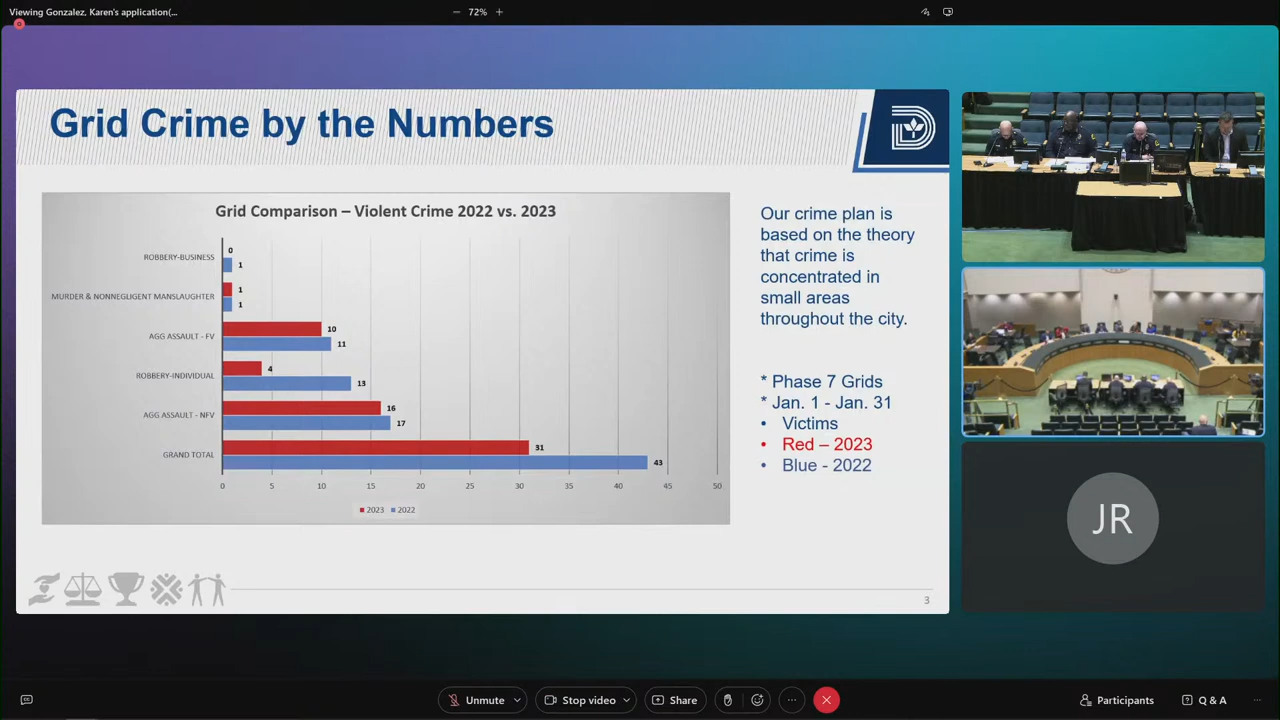 Viewing Gonzalez, Karen's application(...
72%
Grid Crime by the Numbers
Grid Comparison – Violent Crime 2022 vs. 2023
ROBBERY-BUSINESS
0
1
MURDER & NONNEGLIGENT MANSLAUGHTER
1
1
AGG ASSAULT - FV
10
11
ROBBERY-INDIVIDUAL
4
13
AGG ASSAULT - NFV
16
17
GRAND TOTAL
31
43
0 5 10 15 20 25 30 35 40 45 50
2023 2022
Our crime plan is
based on the theory
that crime is
concentrated in
small areas
throughout the city.
* Phase 7 Grids
* Jan. 1 - Jan. 31
• Victims
• Red – 2023
• Blue - 2022
3
JR
Unmute
Stop video
Share
Participants
Q & A